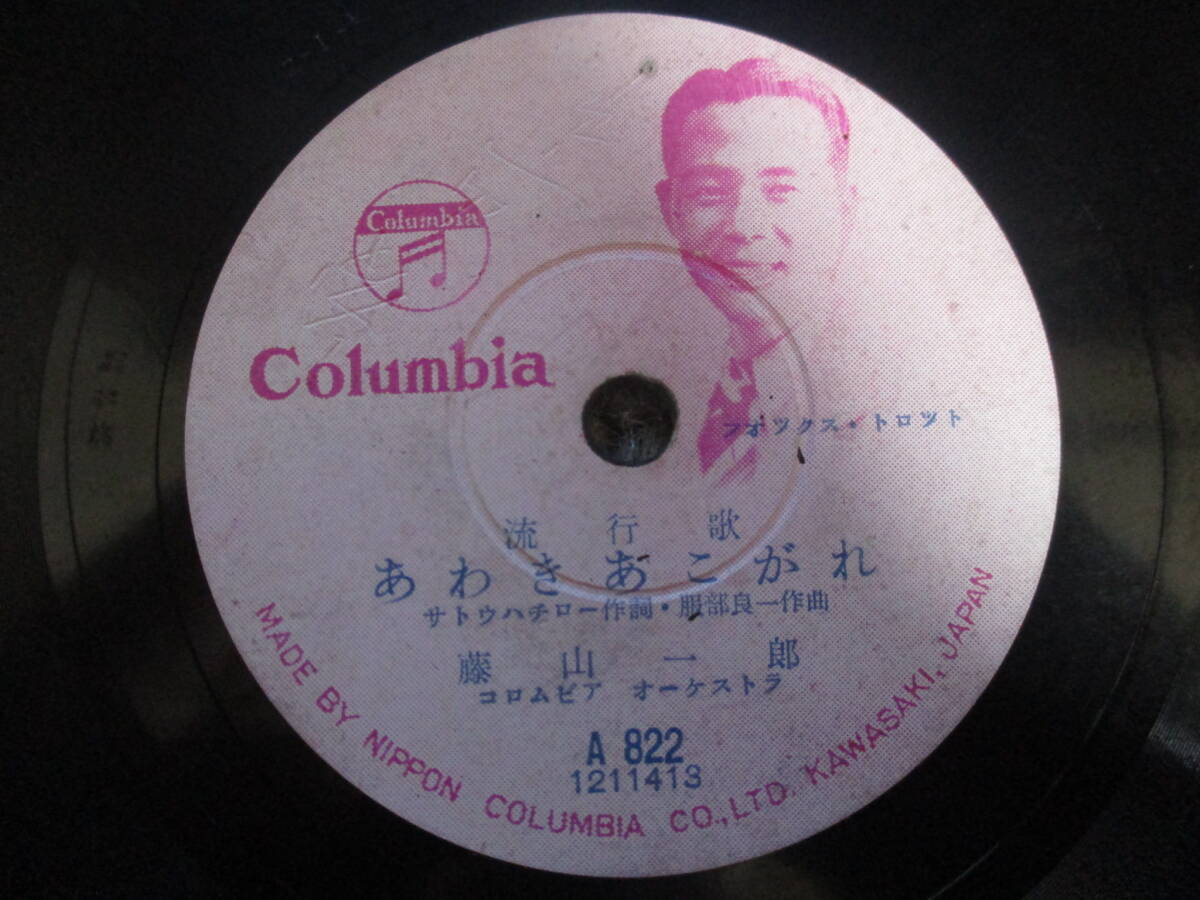 Columbia
Columbia
フオツクス・トロツト
流行歌
あわきあこがれ
サトウハチロー作詞・服部良一作曲
藤山一郎
コロムビア オーケストラ
A 822
1211413
MADE BY NIPPON COLUMBIA CO., LTD. KAWASAKI, JAPAN